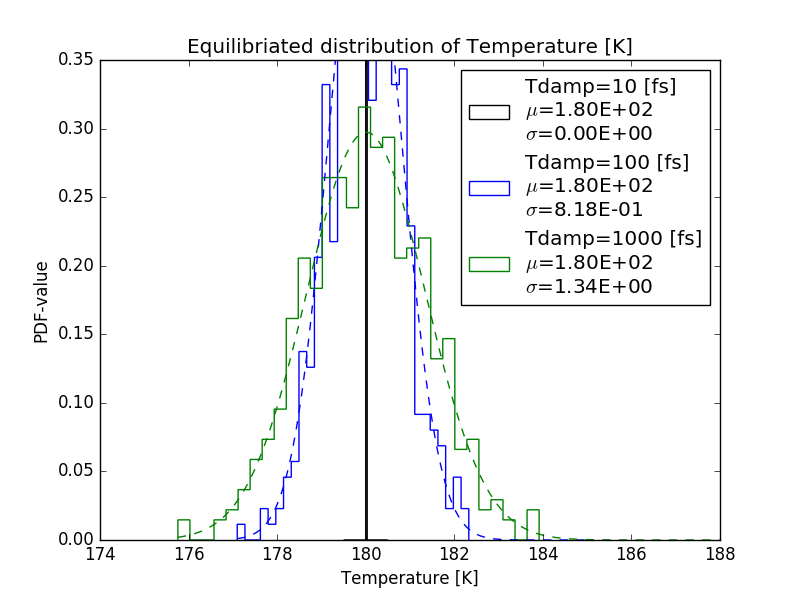 Equilibriated distribution of Temperature [K]
0.35
0.30
0.25
0.20
0.15
0.10
0.05
0.00
PDF-value
Tdamp=10 [fs]
μ=1.80E+02
σ=0.00E+00
Tdamp=100 [fs]
μ=1.80E+02
σ=8.18E-01
Tdamp=1000 [fs]
μ=1.80E+02
σ=1.34E+00
174 176 178 180 182 184 186 188
Temperature [K]